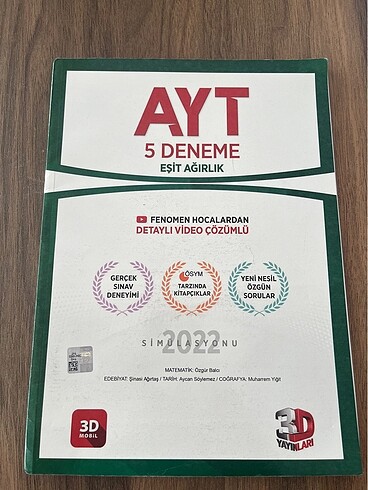 AYT
5 DENEME
EŞİT AĞIRLIK
FENOMEN HOCALARDAN
DETAYLI VİDEO ÇÖZÜMLÜ
GERÇEK
SINAV
DENEYİMİ
ÖSYM
TARZINDA
KİTAPÇIKLAR
YENİ NESİL
ÖZGÜN
SORULAR
2022
SİMÜLASYONU
MATEMATİK: Özgür Balcı
EDEBİYAT: Şinasi Ağırtaş / TARİH: Aycan Söylemez / COĞRAFYA: Muharrem Yiğit
3D
MOBİL
3D
YAYINLARI